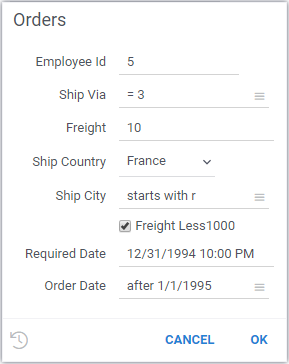 Orders
Employee Id 5
Ship Via = 3
Freight 10
Ship Country France
Ship City starts with r
Freight Less1000
Required Date 12/31/1994 10:00 PM
Order Date after 1/1/1995
CANCEL OK